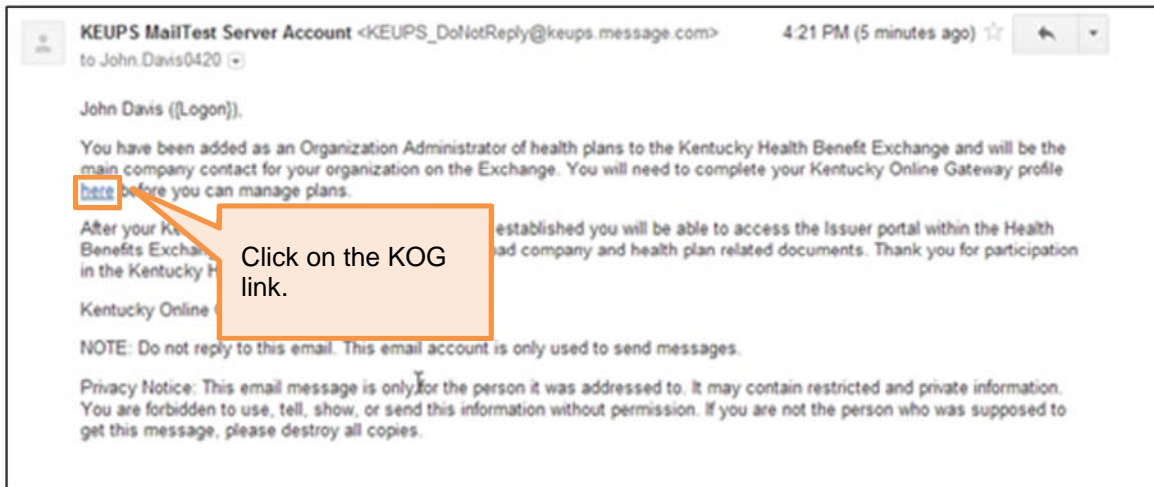 KEUPS MailTest Server Account <KEUPS_DoNotReply@keups.message.com> 4:21 PM (5 minutes ago)
to John.Davis0420
John Davis ({Logon}),
You have been added as an Organization Administrator of health plans to the Kentucky Health Benefit Exchange and will be the
main company contact for your organization on the Exchange. You will need to complete your Kentucky Online Gateway profile
here before you can manage plans.
After your established you will be able to access the Issuer portal within the Health
Benefits company and health plan related documents. Thank you for participation
in the Kentucky
Click on the KOG
link.
Kentucky Online
NOTE: Do not reply to this email. This email account is only used to send messages.
Privacy Notice: This email message is only for the person it was addressed to. It may contain restricted and private information.
You are forbidden to use, tell, show, or send this information without permission. If you are not the person who was supposed to
get this message, please destroy all copies.